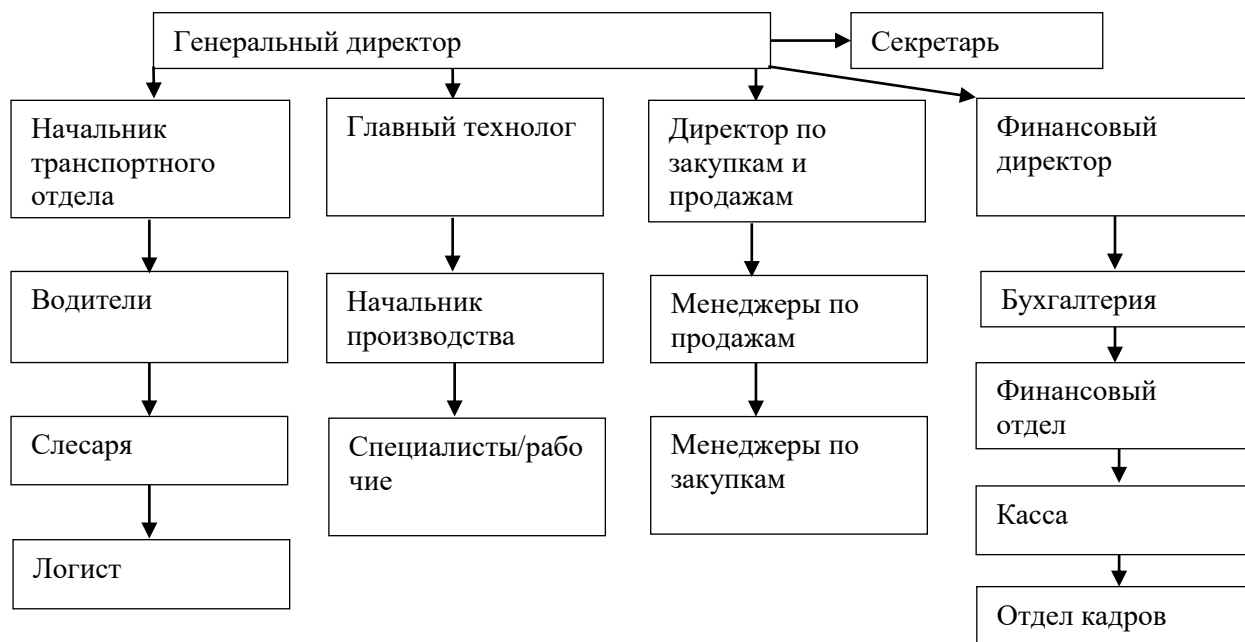 Генеральный директор
Секретарь
Начальник
транспортного
отдела
Главный технолог
Директор по
закупкам и
продажам
Финансовый
директор
Водители
Начальник
производства
Менеджеры по
продажам
Бухгалтерия
Финансовый
отдел
Слесаря
Специалисты/рабо
чие
Менеджеры по
закупкам
Касса
Логист
Отдел кадров